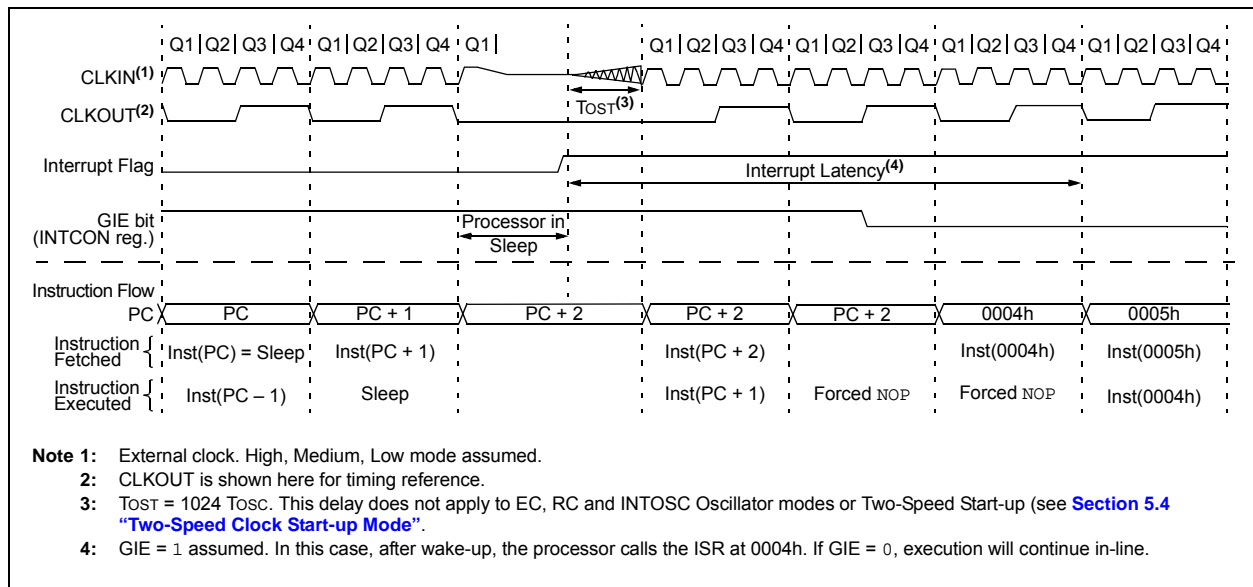 Q1 Q2 Q3 Q4 Q1 Q2 Q3 Q4 Q1 Q1 Q2 Q3 Q4 Q1 Q2 Q3 Q4 Q1 Q2 Q3 Q4 Q1 Q2 Q3 Q4
CLKIN(1)
TOST(3)
CLKOUT(2)
Interrupt Flag
Interrupt Latency(4)
GIE bit
(INTCON reg.)
Processor in
Sleep
Instruction Flow
PC PC PC + 1 PC + 2 PC + 2 PC + 2 0004h 0005h
Instruction
Fetched
Inst(PC) = Sleep Inst(PC + 1) Inst(PC + 2) Inst(0004h) Inst(0005h)
Instruction
Executed
Inst(PC – 1) Sleep Inst(PC + 1) Forced NOP Forced NOP Inst(0004h)
Note 1: External clock. High, Medium, Low mode assumed.
2: CLKOUT is shown here for timing reference.
3: TOST = 1024 TOSC. This delay does not apply to EC, RC and INTOSC Oscillator modes or Two-Speed Start-up (see Section 5.4
“Two-Speed Clock Start-up Mode”.
4: GIE = 1 assumed. In this case, after wake-up, the processor calls the ISR at 0004h. If GIE = 0, execution will continue in-line.